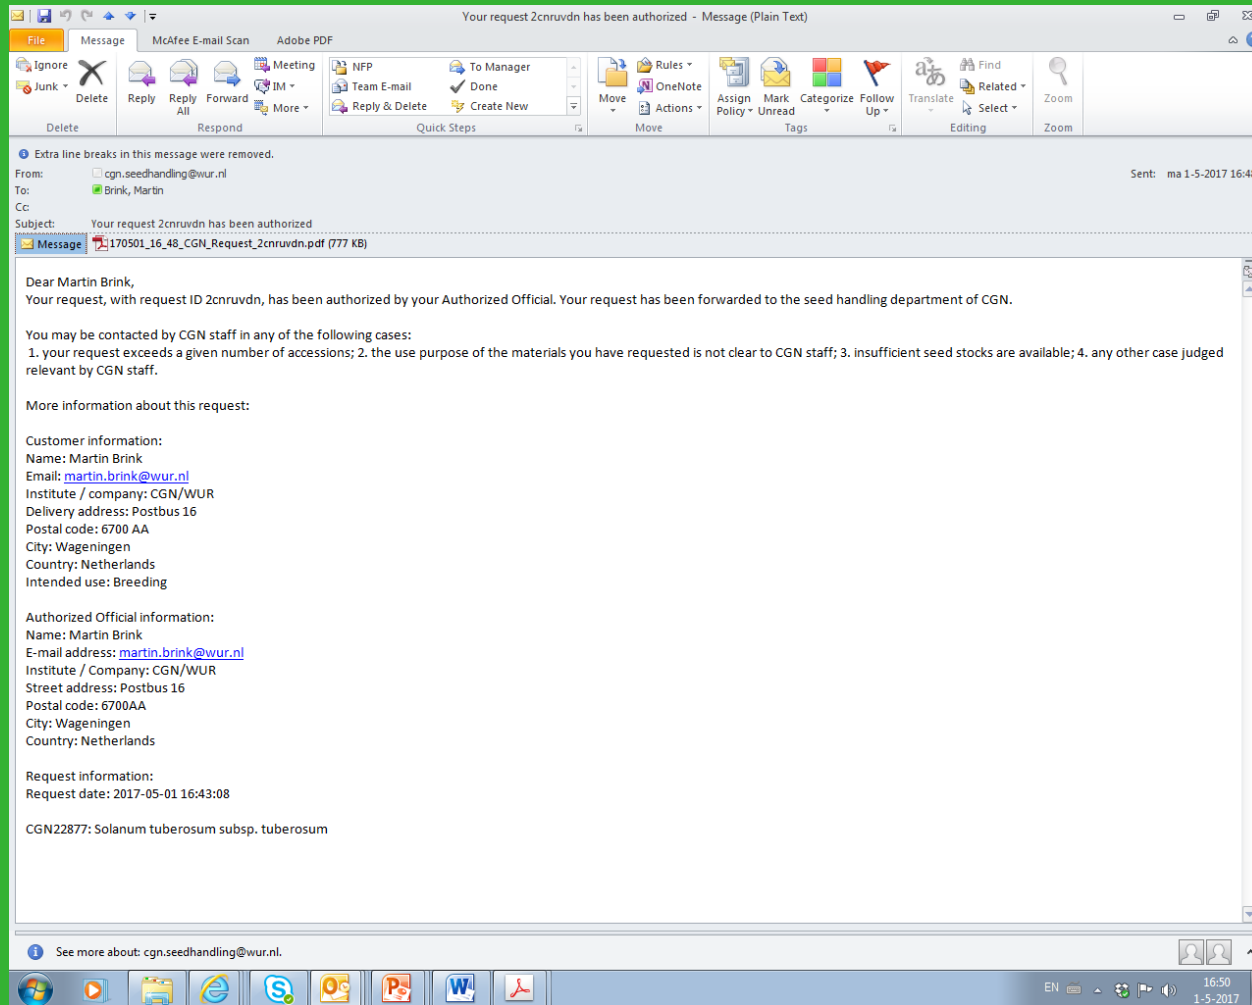 Your request 2cnruvdn has been authorized - Message (Plain Text)
File Message McAfee E-mail Scan Adobe PDF
Ignore
Junk
Delete
Reply
Reply All
Forward
Meeting
IM
More
NFP
Team E-mail
Reply & Delete
To Manager
Done
Create New
Move
Rules
OneNote
Actions
Assign Policy
Mark Unread
Categorize
Follow Up
Translate
Find
Related
Select
Zoom
Delete Respond Quick Steps Move Tags Editing Zoom
Extra line breaks in this message were removed.
From: cgn.seedhandling@wur.nl Sent: ma 1-5-2017 16:48
To: Brink, Martin
Cc
Subject: Your request 2cnruvdn has been authorized
Message 170501_16_48_CGN_Request_2cnruvdn.pdf (777 KB)
Dear Martin Brink,
Your request, with request ID 2cnruvdn, has been authorized by your Authorized Official. Your request has been forwarded to the seed handling department of CGN.
You may be contacted by CGN staff in any of the following cases:
1. your request exceeds a given number of accessions; 2. the use purpose of the materials you have requested is not clear to CGN staff; 3. insufficient seed stocks are available; 4. any other case judged
relevant by CGN staff.
More information about this request:
Customer information:
Name: Martin Brink
Email: martin.brink@wur.nl
Institute / company: CGN/WUR
Delivery address: Postbus 16
Postal code: 6700 AA
City: Wageningen
Country: Netherlands
Intended use: Breeding
Authorized Official information:
Name: Martin Brink
E-mail address: martin.brink@wur.nl
Institute / Company: CGN/WUR
Street address: Postbus 16
Postal code: 6700AA
City: Wageningen
Country: Netherlands
Request information:
Request date: 2017-05-01 16:43:08
CGN22877: Solanum tuberosum subsp. tuberosum
See more about: cgn.seedhandling@wur.nl.
EN 16:50
1-5-2017